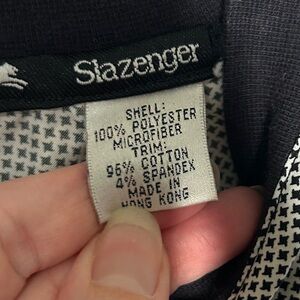 Slazenger
SHELL:
100% POLYESTER
MICROFIBER
TRIM:
96% COTTON
4% SPANDEX
MADE IN
HONG KONG